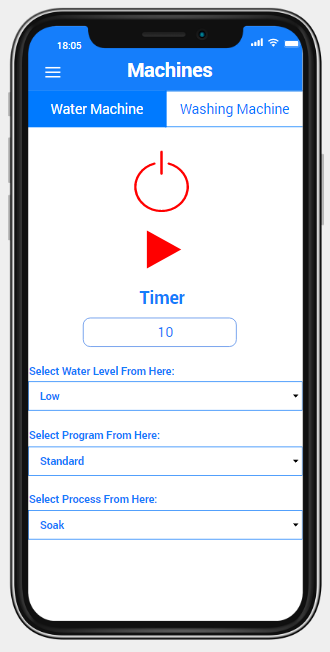 18:05
Machines
Water Machine
Washing Machine
Timer
10
Select Water Level From Here:
Low
Select Program From Here:
Standard
Select Process From Here:
Soak